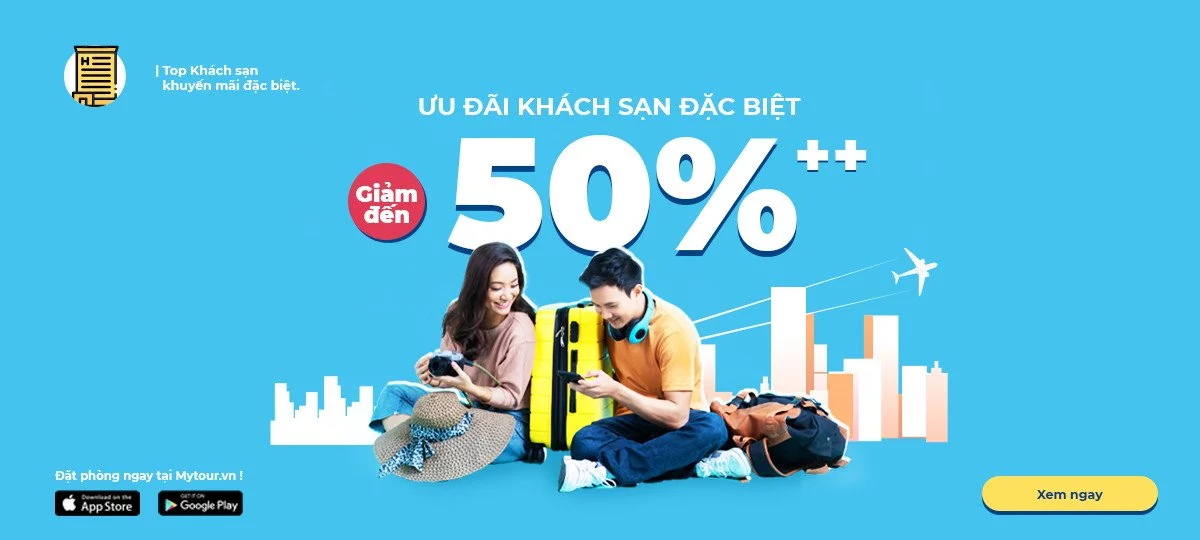 H
| Top Khách sạn
khuyến mãi đặc biệt.
ƯU ĐÃI KHÁCH SẠN ĐẶC BIỆT
Giảm
đến
50%++
Đặt phòng ngay tại Mytour.vn !
Download on the
App Store
GET IT ON
Google Play
Xem ngay